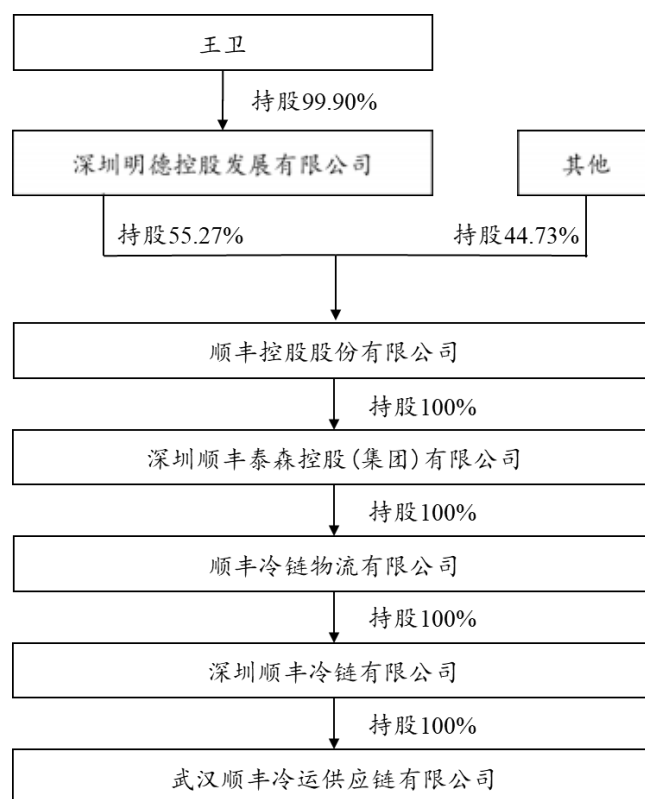 王卫
持股99.90%
深圳明德控股发展有限公司
其他
持股55.27%
持股44.73%
顺丰控股股份有限公司
持股100%
深圳顺丰泰森控股(集团)有限公司
持股100%
顺丰冷链物流有限公司
持股100%
深圳顺丰冷链有限公司
持股100%
武汉顺丰冷运供应链有限公司